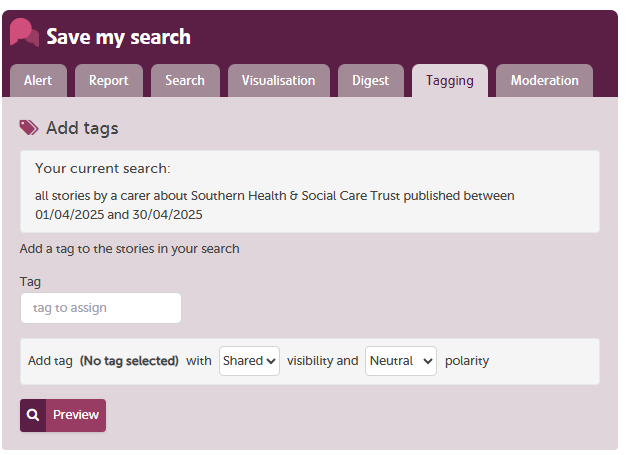 Save my search
Alert Report Search Visualisation Digest Tagging Moderation
Add tags
Your current search:
all stories by a carer about Southern Health & Social Care Trust published between
01/04/2025 and 30/04/2025
Add a tag to the stories in your search
Tag
tag to assign
Add tag (No tag selected) with Shared visibility and Neutral polarity
Preview